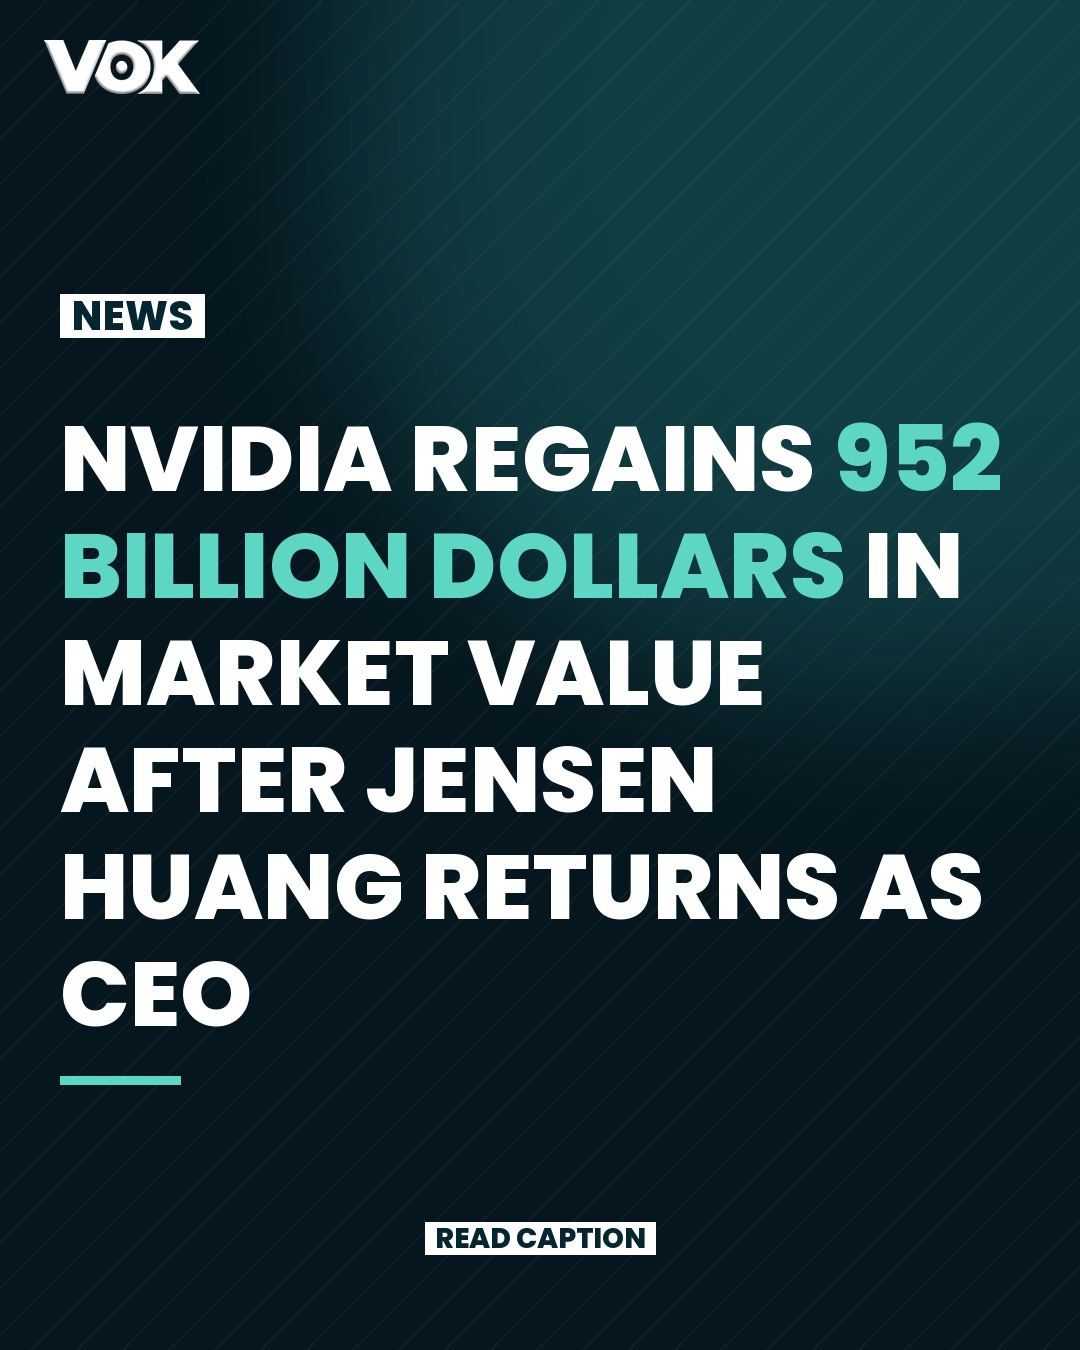 VOK
NEWS
NVIDIA REGAINS 952
BILLION DOLLARS IN
MARKET VALUE
AFTER JENSEN
HUANG RETURNS AS
CEO
READ CAPTION